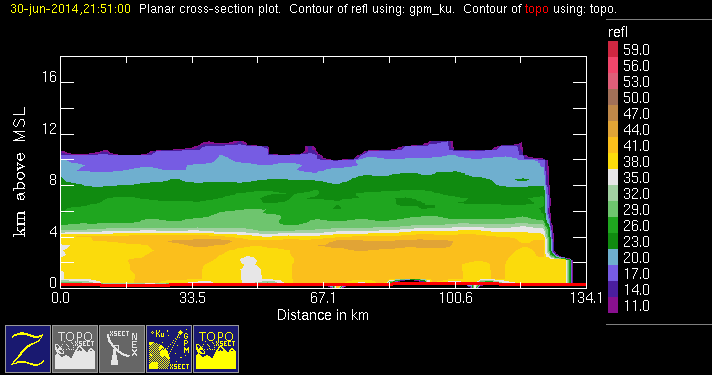 30-jun-2014,21:51:00 Planar cross-section plot. Contour of refl using: gpm_ku. Contour of topo using: topo.
refl
59.0
56.0
53.0
50.0
47.0
44.0
41.0
38.0
35.0
32.0
29.0
26.0
23.0
20.0
17.0
14.0
11.0
km above MSL
16
12
8
4
0
0.0 33.5 67.1 100.6 134.1
Distance in km
Z
TOPO
XSECT
XSECT
Ku
GPM
XSECT
TOPO
XSECT